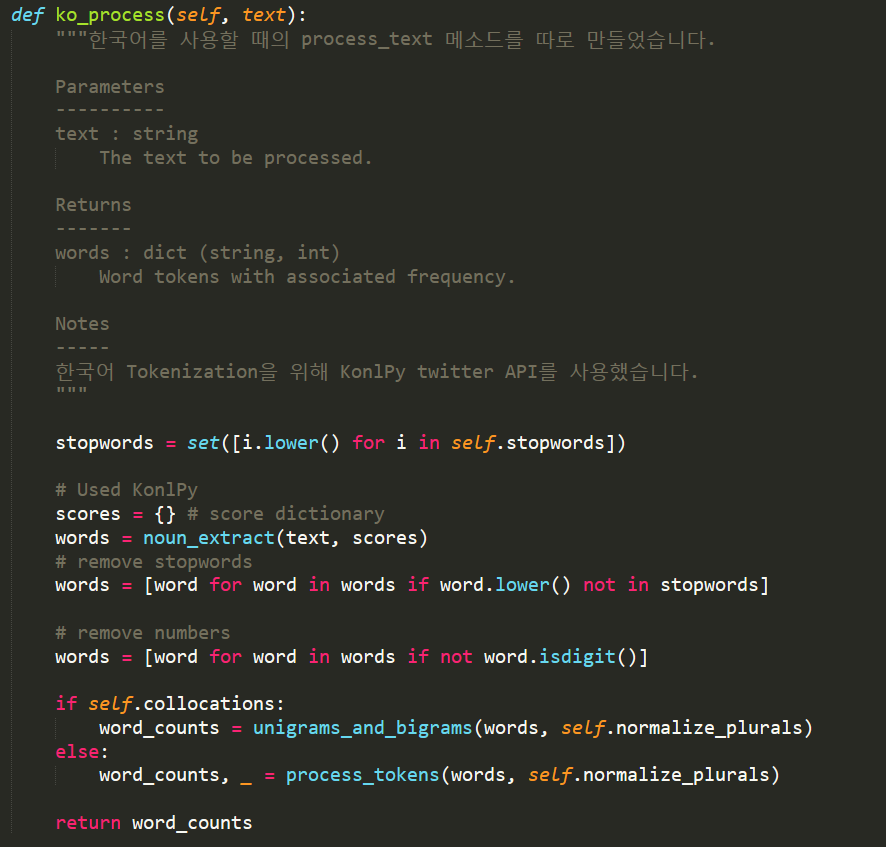 def ko_process(self, text):
    """한국어를 사용할 때의 process_text 메소드를 따로 만들었습니다.
    Parameters
    ----------
    text : string
        The text to be processed.
    Returns
    -------
    words : dict (string, int)
        Word tokens with associated frequency.
    Notes
    -----
    한국어 Tokenization을 위해 KonlPy twitter API를 사용했습니다.
    """
    stopwords = set([i.lower() for i in self.stopwords])
    # Used KonlPy
    scores = {} # score dictionary
    words = noun_extract(text, scores)
    # remove stopwords
    words = [word for word in words if word.lower() not in stopwords]
    # remove numbers
    words = [word for word in words if not word.isdigit()]
    if self.collocations:
        word_counts = unigrams_and_bigrams(words, self.normalize_plurals)
    else:
        word_counts, _ = process_tokens(words, self.normalize_plurals)
    return word_counts